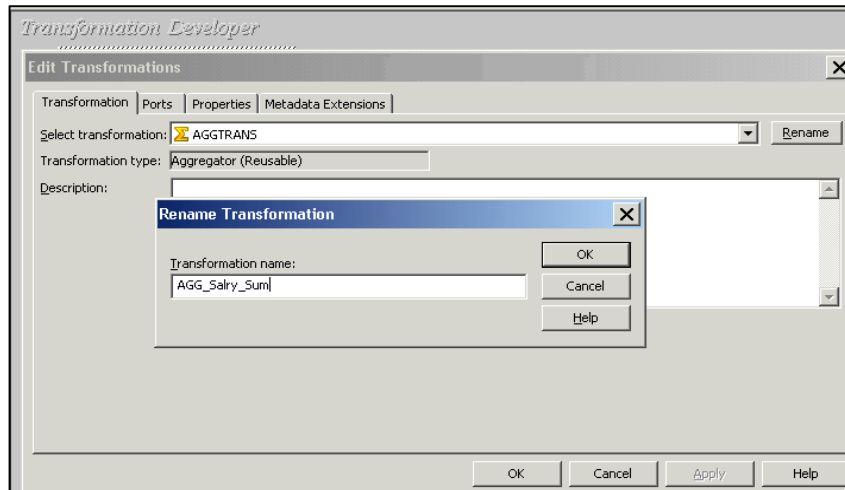 Transformation Developer
Edit Transformations
Transformation Ports Properties Metadata Extensions
Select transformation: AGGTRANS Rename
Transformation type: Aggregator (Reusable)
Description:
Rename Transformation
OK
Transformation name:
AGG_Salry_Sum
Cancel
Help
OK Cancel Apply Help